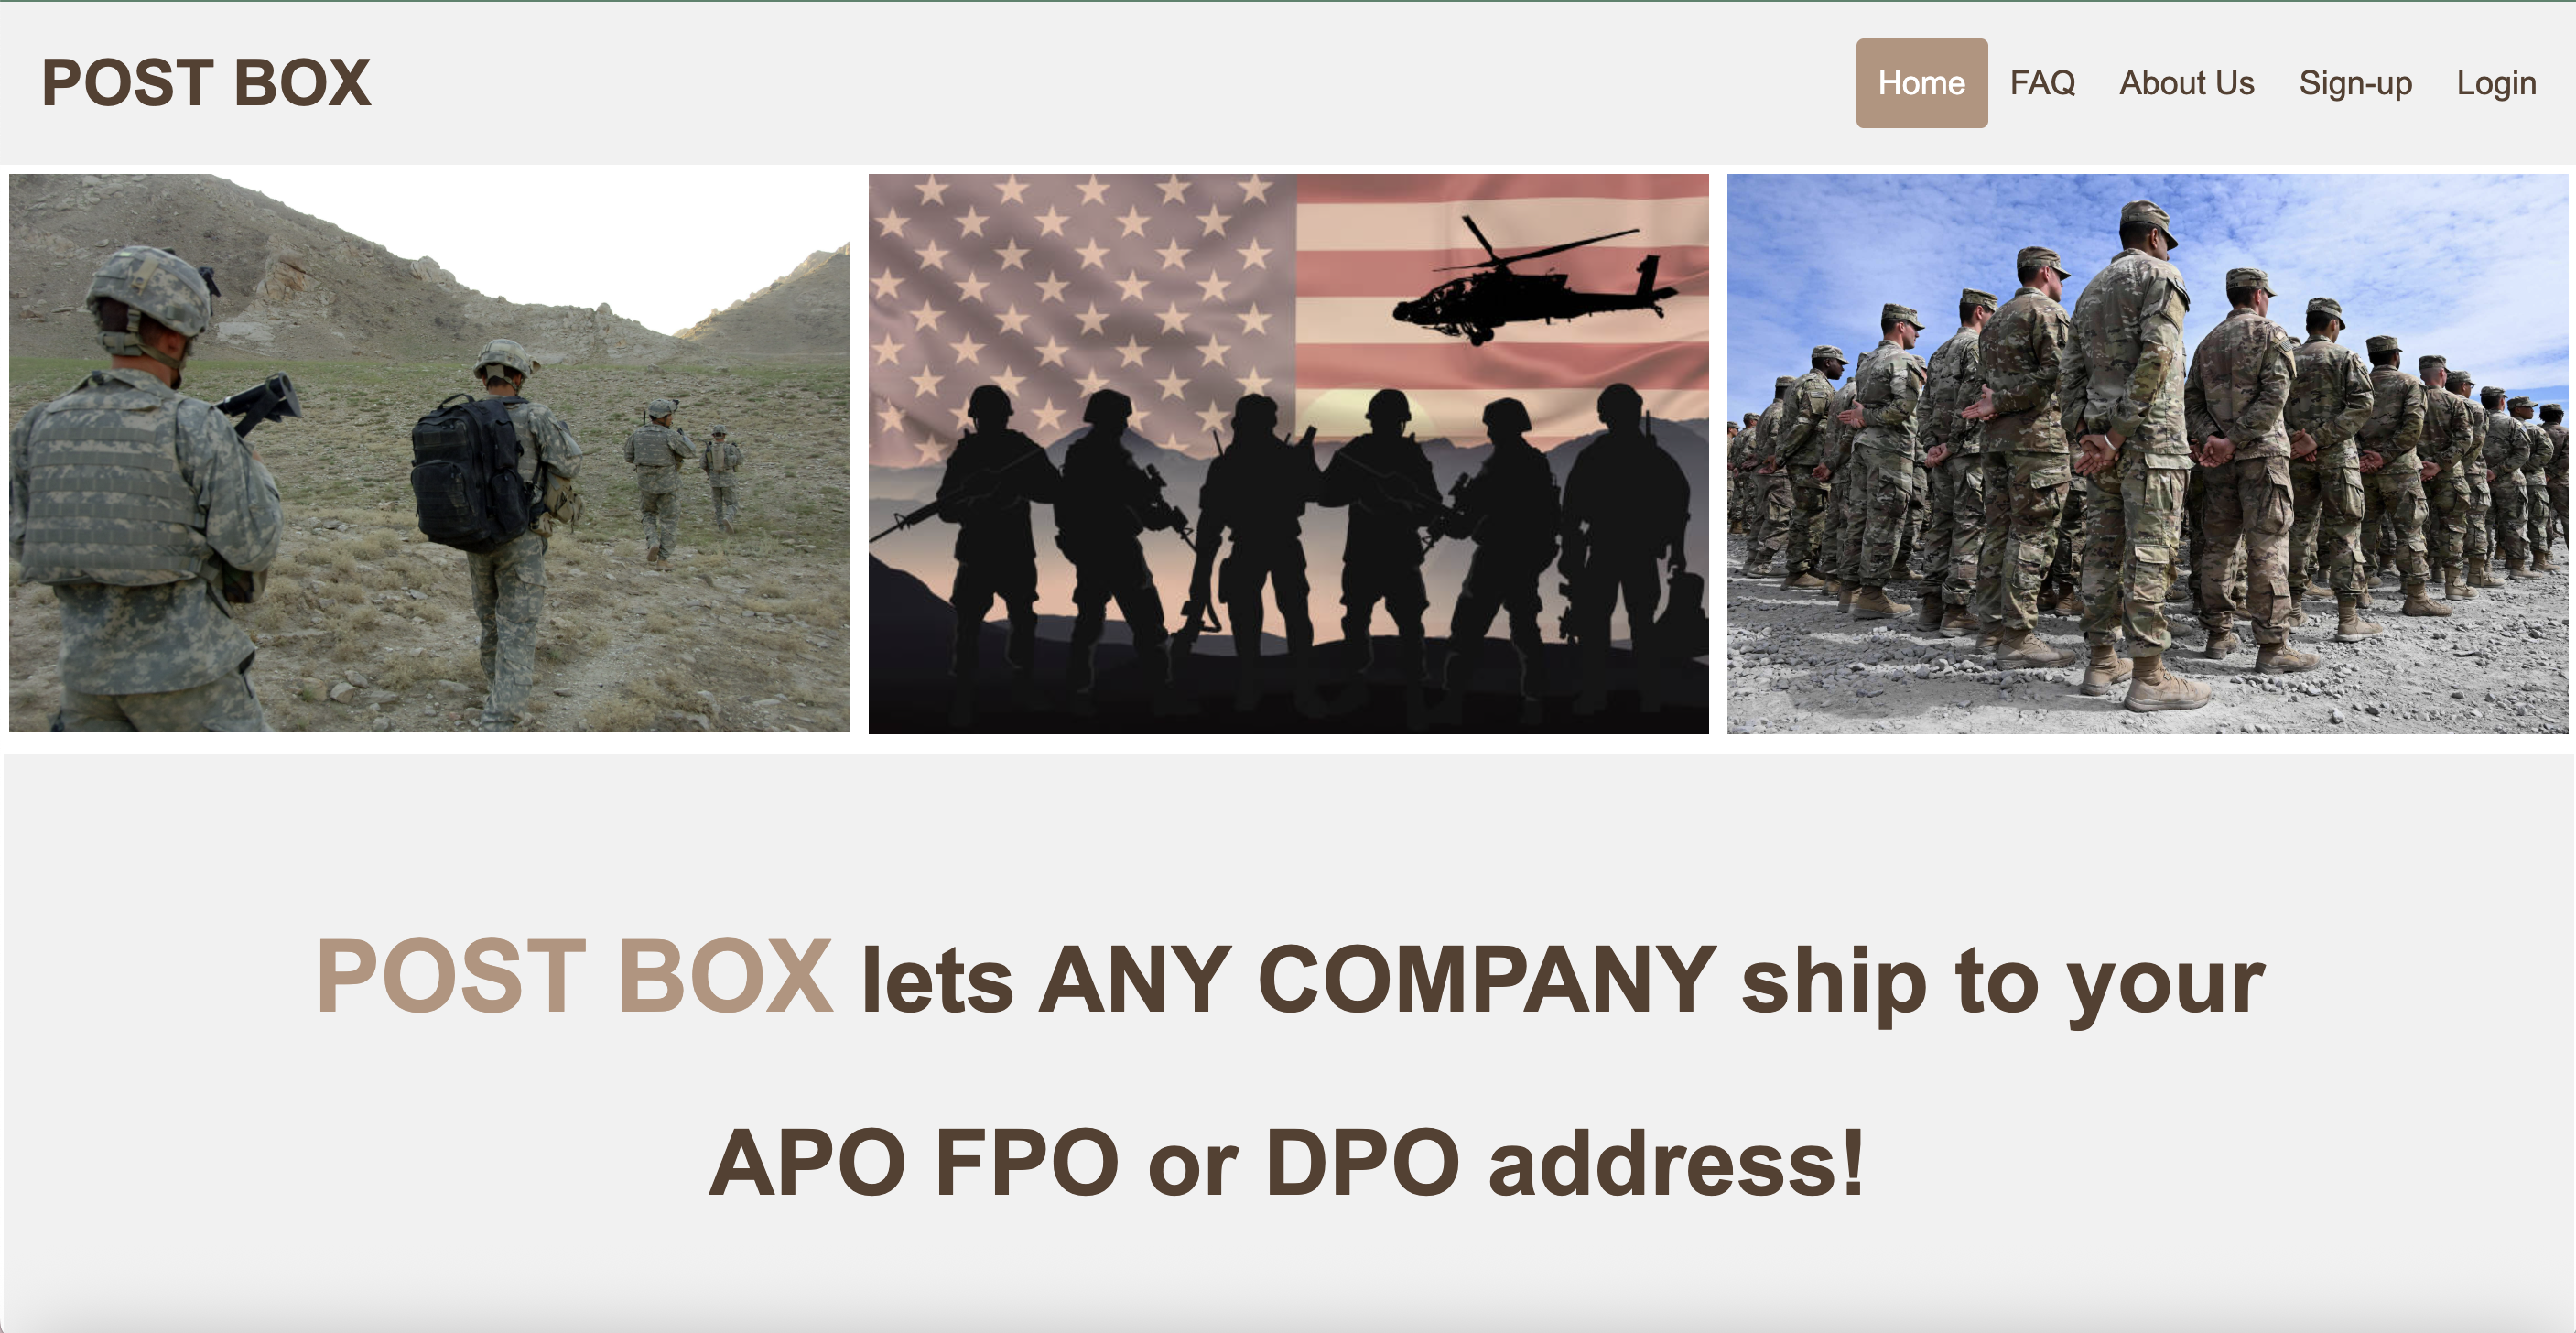 POST BOX
Home FAQ About Us Sign-up Login
POST BOX lets ANY COMPANY ship to your
APO FPO or DPO address!